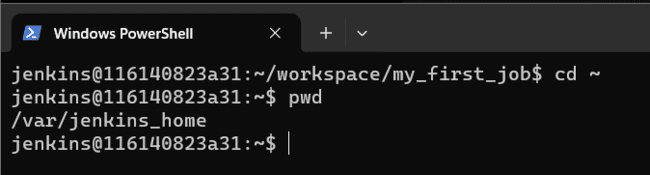 Windows PowerShell
jenkins@116140823a31:~/workspace/my_first_job$ cd ~
jenkins@116140823a31:~$ pwd
/var/jenkins_home
jenkins@116140823a31:~$